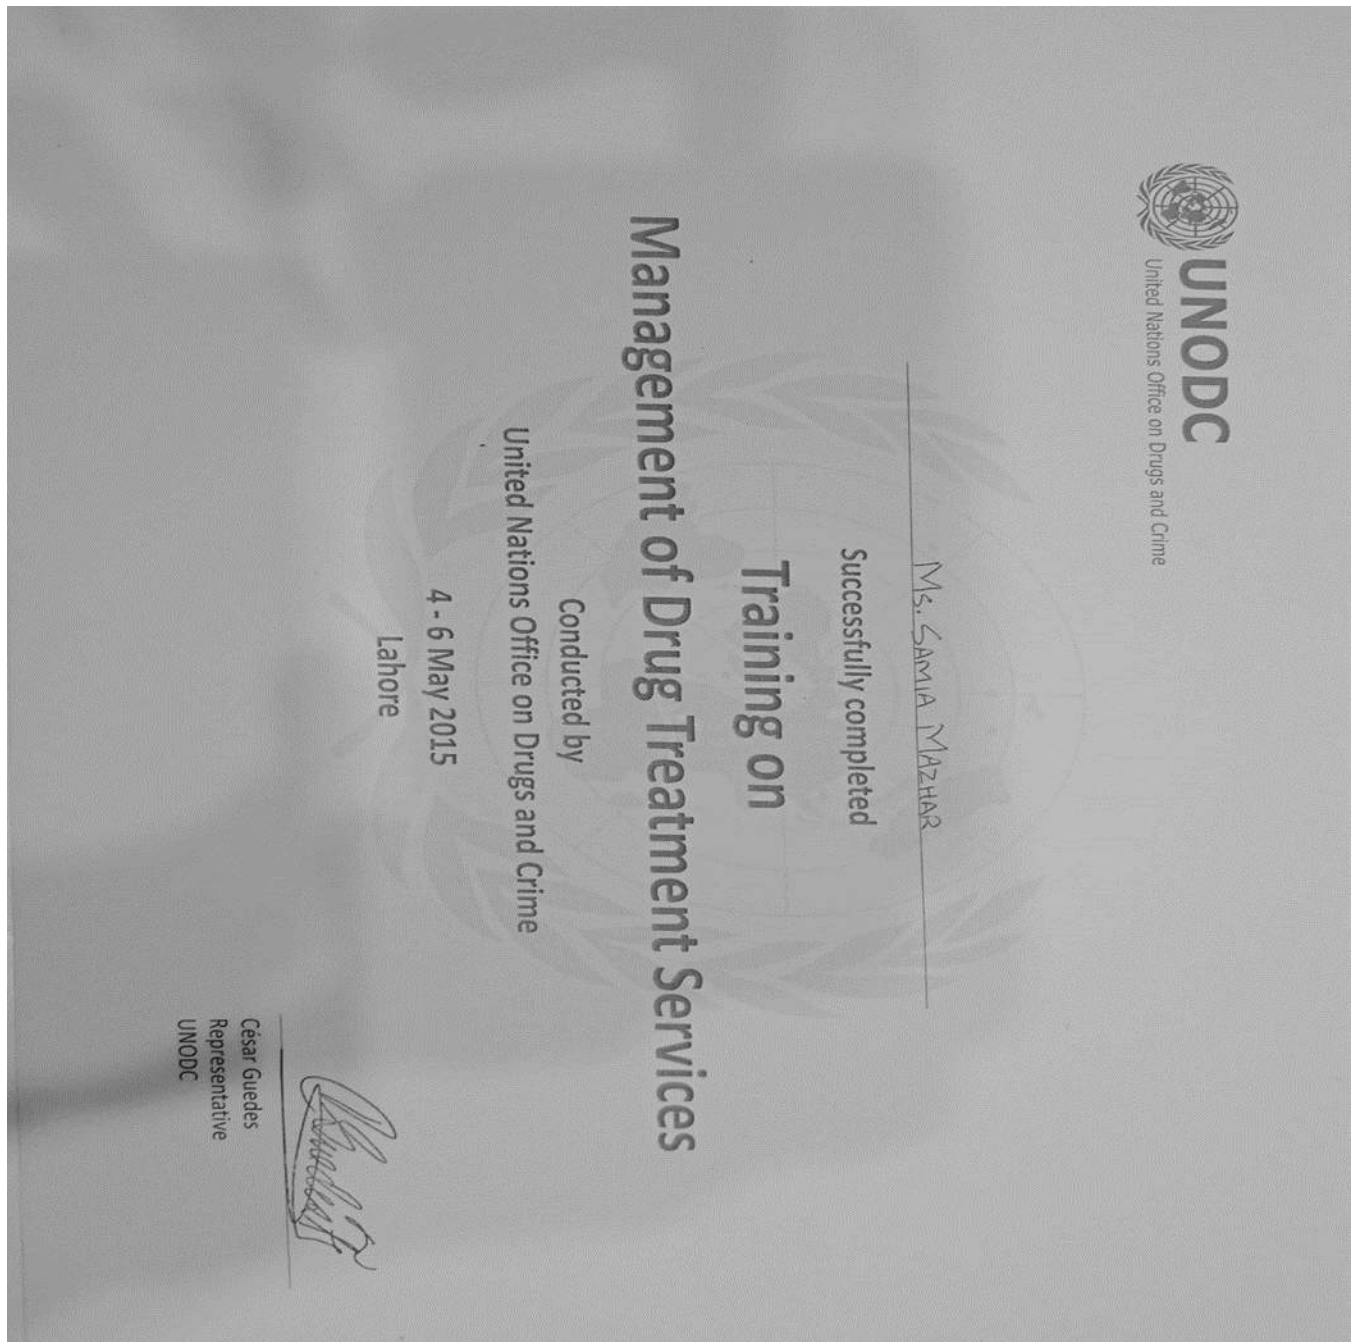 UNODC
United Nations Office on Drugs and Crime
Ms. SAMIA MAZHAR
Successfully completed
Training on
Management of Drug Treatment Services
Conducted by
United Nations Office on Drugs and Crime
4 - 6 May 2015
Lahore
César Guedes
Representative
UNODC